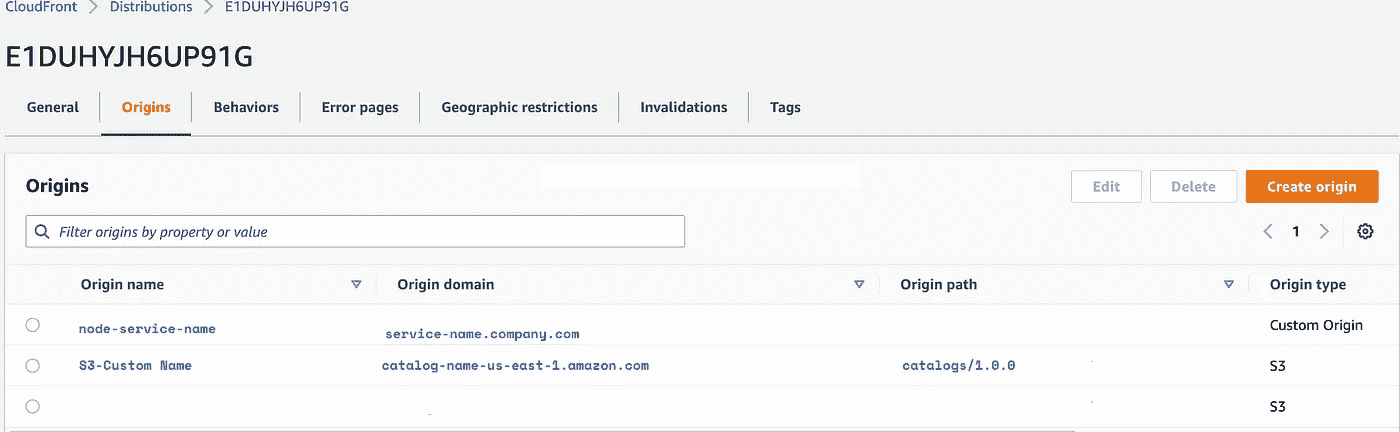 CloudFront > Distributions > E1DUHYJH6UP91G
E1DUHYJH6UP91G
General Origins Behaviors Error pages Geographic restrictions Invalidations Tags
Origins Edit Delete Create origin
Filter origins by property or value 1
Origin name Origin domain Origin path Origin type
node-service-name service-name.company.com Custom Origin
S3-Custom Name catalog-name-us-east-1.amazon.com catalogs/1.0.0 S3
S3